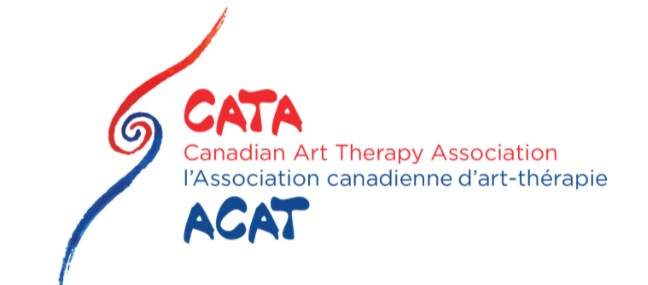 CATA
Canadian Art Therapy Association
l'Association canadienne d'art-thérapie
ACAT